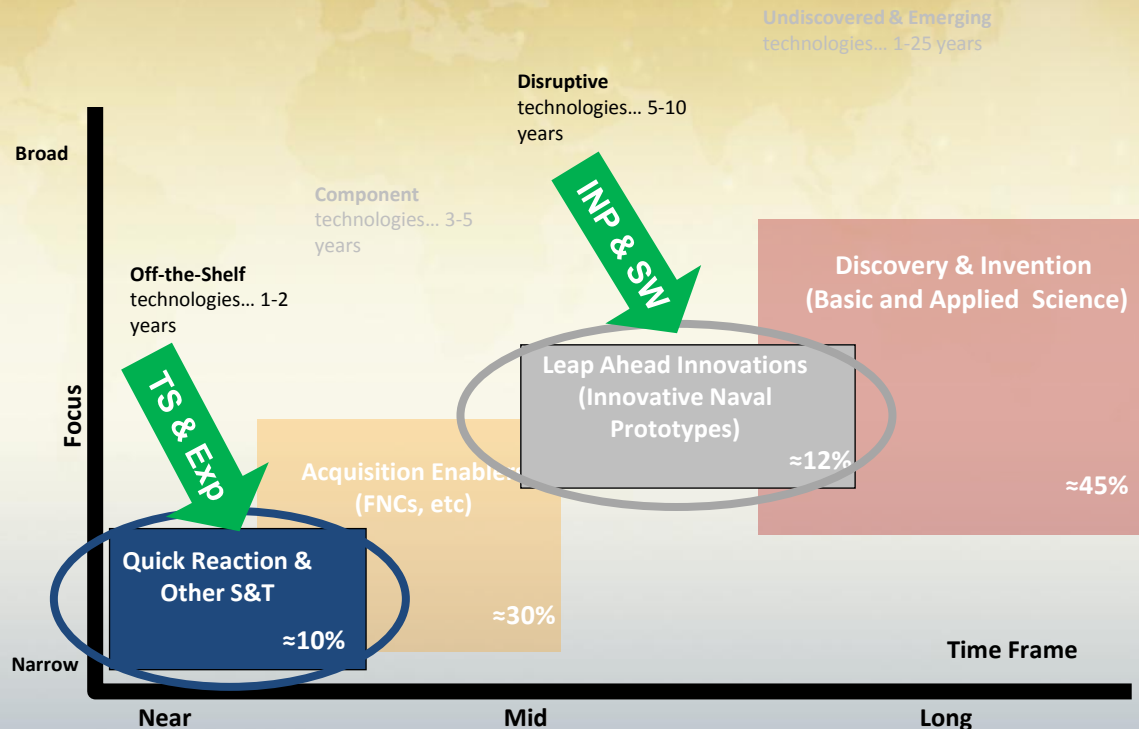 Undiscovered & Emerging
technologies... 1-25 years
Disruptive
technologies... 5-10
years
Broad
Component
technologies... 3-5
years
Off-the-Shelf
technologies... 1-2
years
INP & SW
Discovery & Invention
(Basic and Applied Science)
Leap Ahead Innovations
(Innovative Naval
Prototypes)
≈12%
≈45%
Focus
TS & Exp
Acquisition Enablers
(FNCs, etc)
≈30%
Quick Reaction &
Other S&T
≈10%
Time Frame
Narrow
Near
Mid
Long